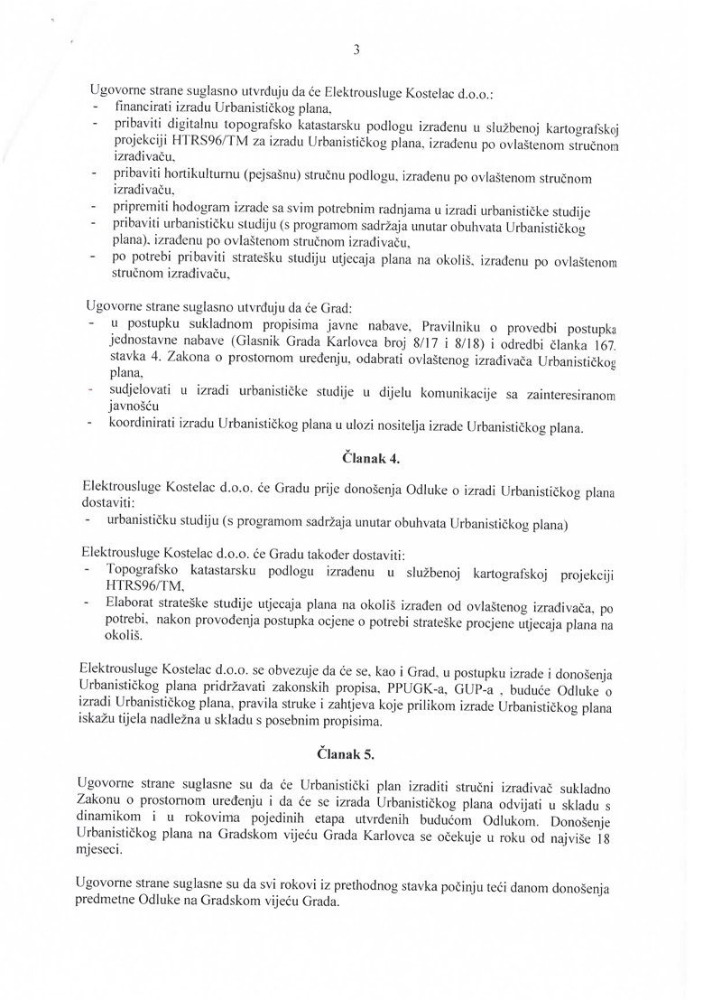 3
Ugovorne strane suglasno utvrđuju da će Elektrousluge Kostelac d.o.o.:
- financirati izradu Urbanističkog plana,
- pribaviti digitalnu topografsko katastarsku podlogu izrađenu u službenoj kartografskoj
projekciji HTRS96/TM za izradu Urbanističkog plana, izrađenu po ovlaštenom stručnom
izrađivaču,
- pribaviti hortikulturnu (pejsašnu) stručnu podlogu, izrađenu po ovlaštenom stručnom
izrađivaču,
- pripremiti hodogram izrade sa svim potrebnim radnjama u izradi urbanističke studije
- pribaviti urbanističku studiju (s programom sadržaja unutar obuhvata Urbanističkog
plana), izrađenu po ovlaštenom stručnom izrađivaču,
- po potrebi pribaviti stratešku studiju utjecaja plana na okoliš, izrađenu po ovlaštenom
stručnom izrađivaču,
Ugovorne strane suglasno utvrđuju da će Grad:
- u postupku sukladnom propisima javne nabave, Pravilniku o provedbi postupka
jednostavne nabave (Glasnik Grada Karlovca broj 8/17 i 8/18) i odredbi članka 167.
stavka 4. Zakona o prostornom uređenju, odabrati ovlaštenog izrađivača Urbanističkog
plana,
- sudjelovati u izradi urbanističke studije u dijelu komunikacije sa zainteresiranom
javnošću
- koordinirati izradu Urbanističkog plana u ulozi nositelja izrade Urbanističkog plana.
Članak 4.
Elektrousluge Kostelac d.o.o. će Gradu prije donošenja Odluke o izradi Urbanističkog plana
dostaviti:
- urbanističku studiju (s programom sadržaja unutar obuhvata Urbanističkog plana)
Elektrousluge Kostelac d.o.o. će Gradu također dostaviti:
- Topografsko katastarsku podlogu izrađenu u službenoj kartografskoj projekciji
HTRS96/TM,
- Elaborat strateške studije utjecaja plana na okoliš izrađen od ovlaštenog izrađivača, po
potrebi, nakon provođenja postupka ocjene o potrebi strateške procjene utjecaja plana na
okoliš.
Elektrousluge Kostelac d.o.o. se obvezuje da će se, kao i Grad, u postupku izrade i donošenja
Urbanističkog plana pridržavati zakonskih propisa, PPUGK-a, GUP-a , buduće Odluke o
izradi Urbanističkog plana, pravila struke i zahtjeva koje prilikom izrade Urbanističkog plana
iskažu tijela nadležna u skladu s posebnim propisima.
Članak 5.
Ugovorne strane suglasne su da će Urbanistički plan izraditi stručni izrađivač sukladno
Zakonu o prostornom uređenju i da će se izrada Urbanističkog plana odvijati u skladu s
dinamikom i u rokovima pojedinih etapa utvrđenih budućom Odlukom. Donošenje
Urbanističkog plana na Gradskom vijeću Grada Karlovca se očekuje u roku od najviše 18
mjeseci.
Ugovorne strane suglasne su da svi rokovi iz prethodnog stavka počinju teći danom donošenja
predmetne Odluke na Gradskom vijeću Grada.